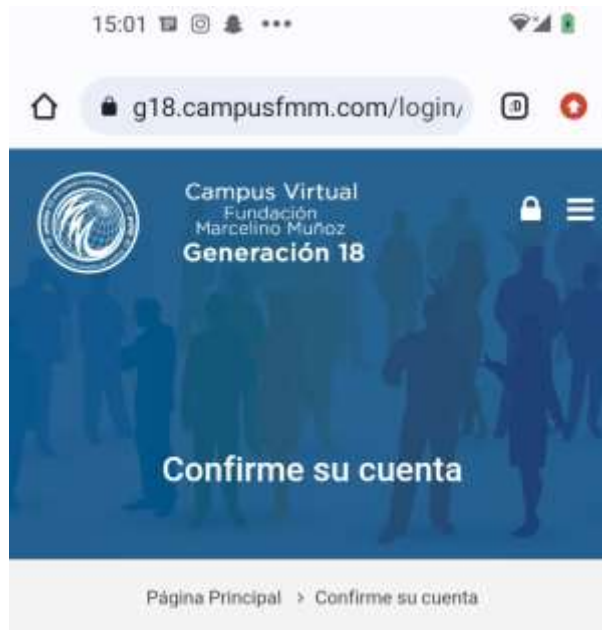 15:01
g18.campusfmm.com/login/
:D
Campus Virtual
Fundación
Marcelino Muñoz
Generación 18
Confirme su cuenta
Página Principal > Confirme su cuenta